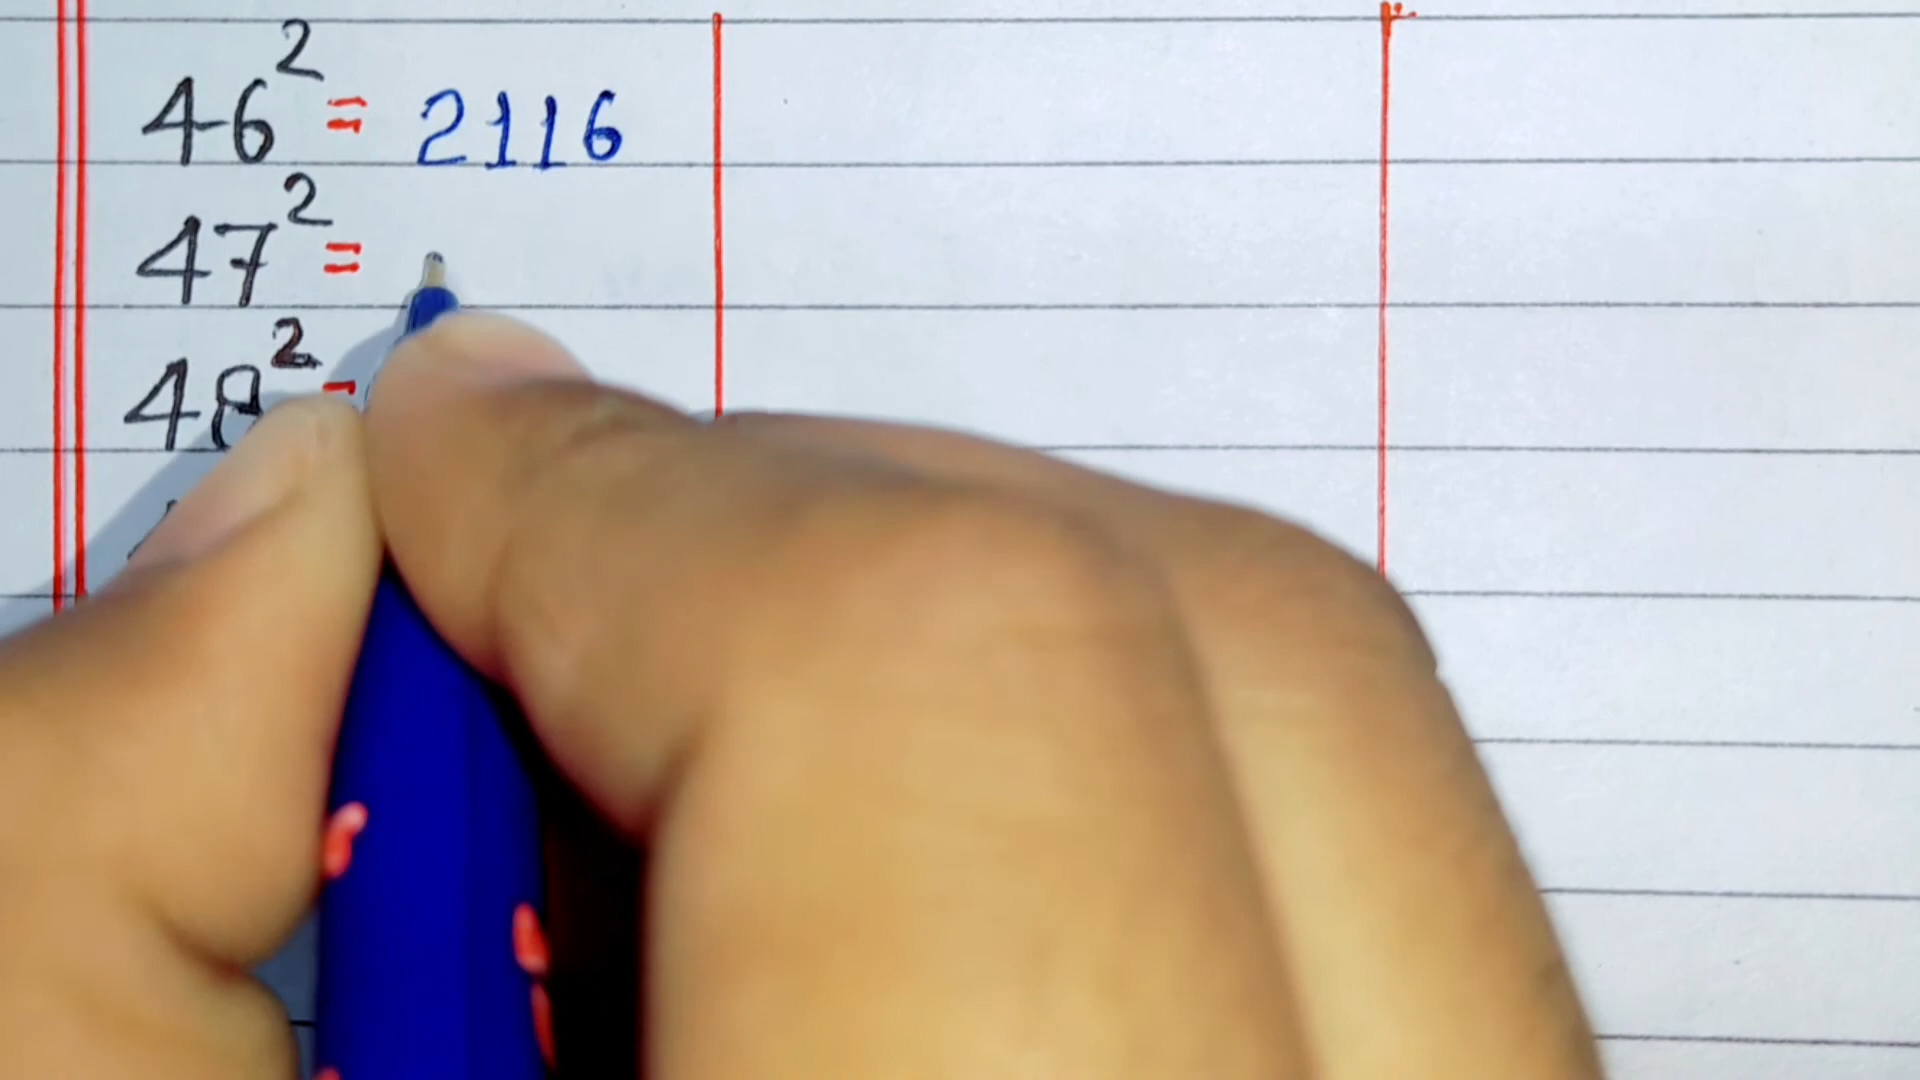 46² = 2116
47² =
48² =